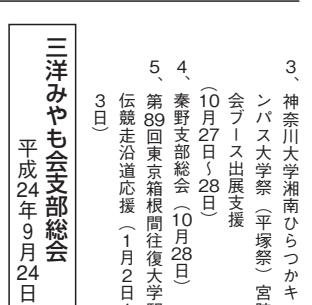 3、神奈川大学湘南ひらつかキ
ンパス大学祭（平塚祭）宮
会ブース出展支援
（10月27日～28日）
4、秦野支部総会（10月28日）
5、第89回東京箱根間往復大学
伝競走沿道応援（1月2日
3日）
三洋みやも会支部総会
平成24年9月24日